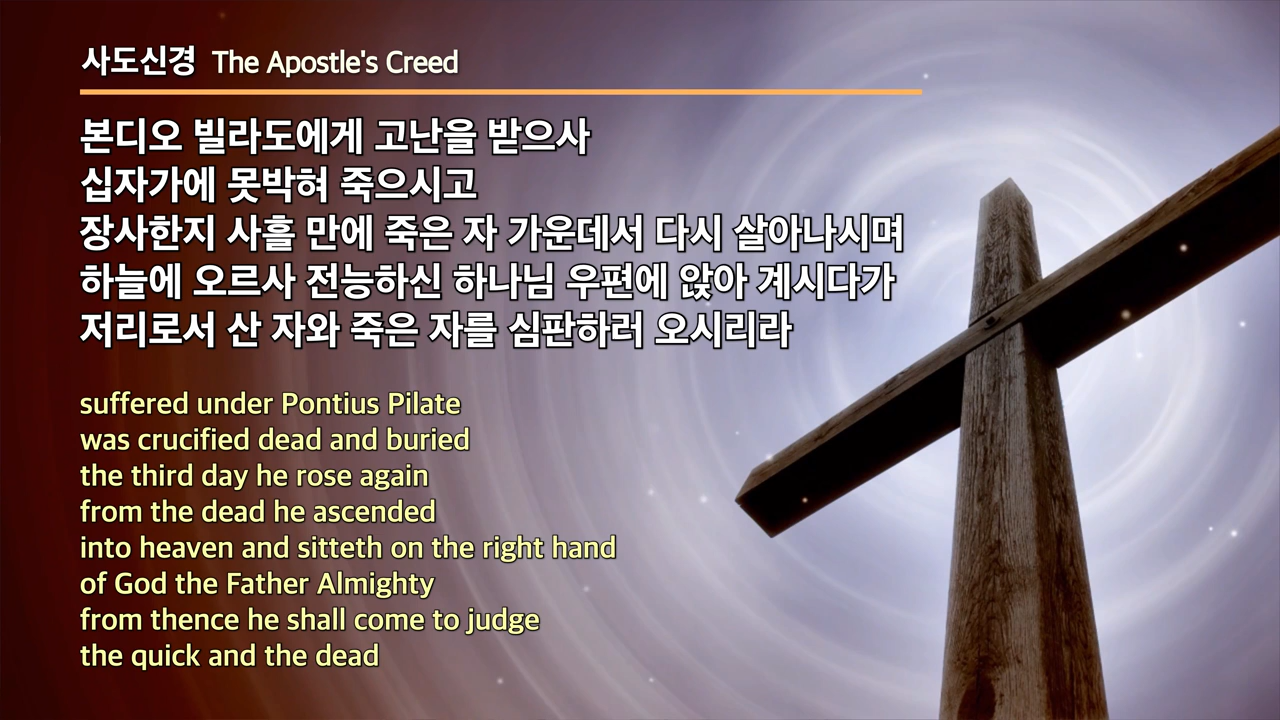 사도신경 The Apostle's Creed
본디오 빌라도에게 고난을 받으사
십자가에 못박혀 죽으시고
장사한지 사흘 만에 죽은 자 가운데서 다시 살아나시며
하늘에 오르사 전능하신 하나님 우편에 앉아 계시다가
저리로서 산 자와 죽은 자를 심판하러 오시리라
suffered under Pontius Pilate
was crucified dead and buried
the third day he rose again
from the dead he ascended
into heaven and sitteth on the right hand
of God the Father Almighty
from thence he shall come to judge
the quick and the dead